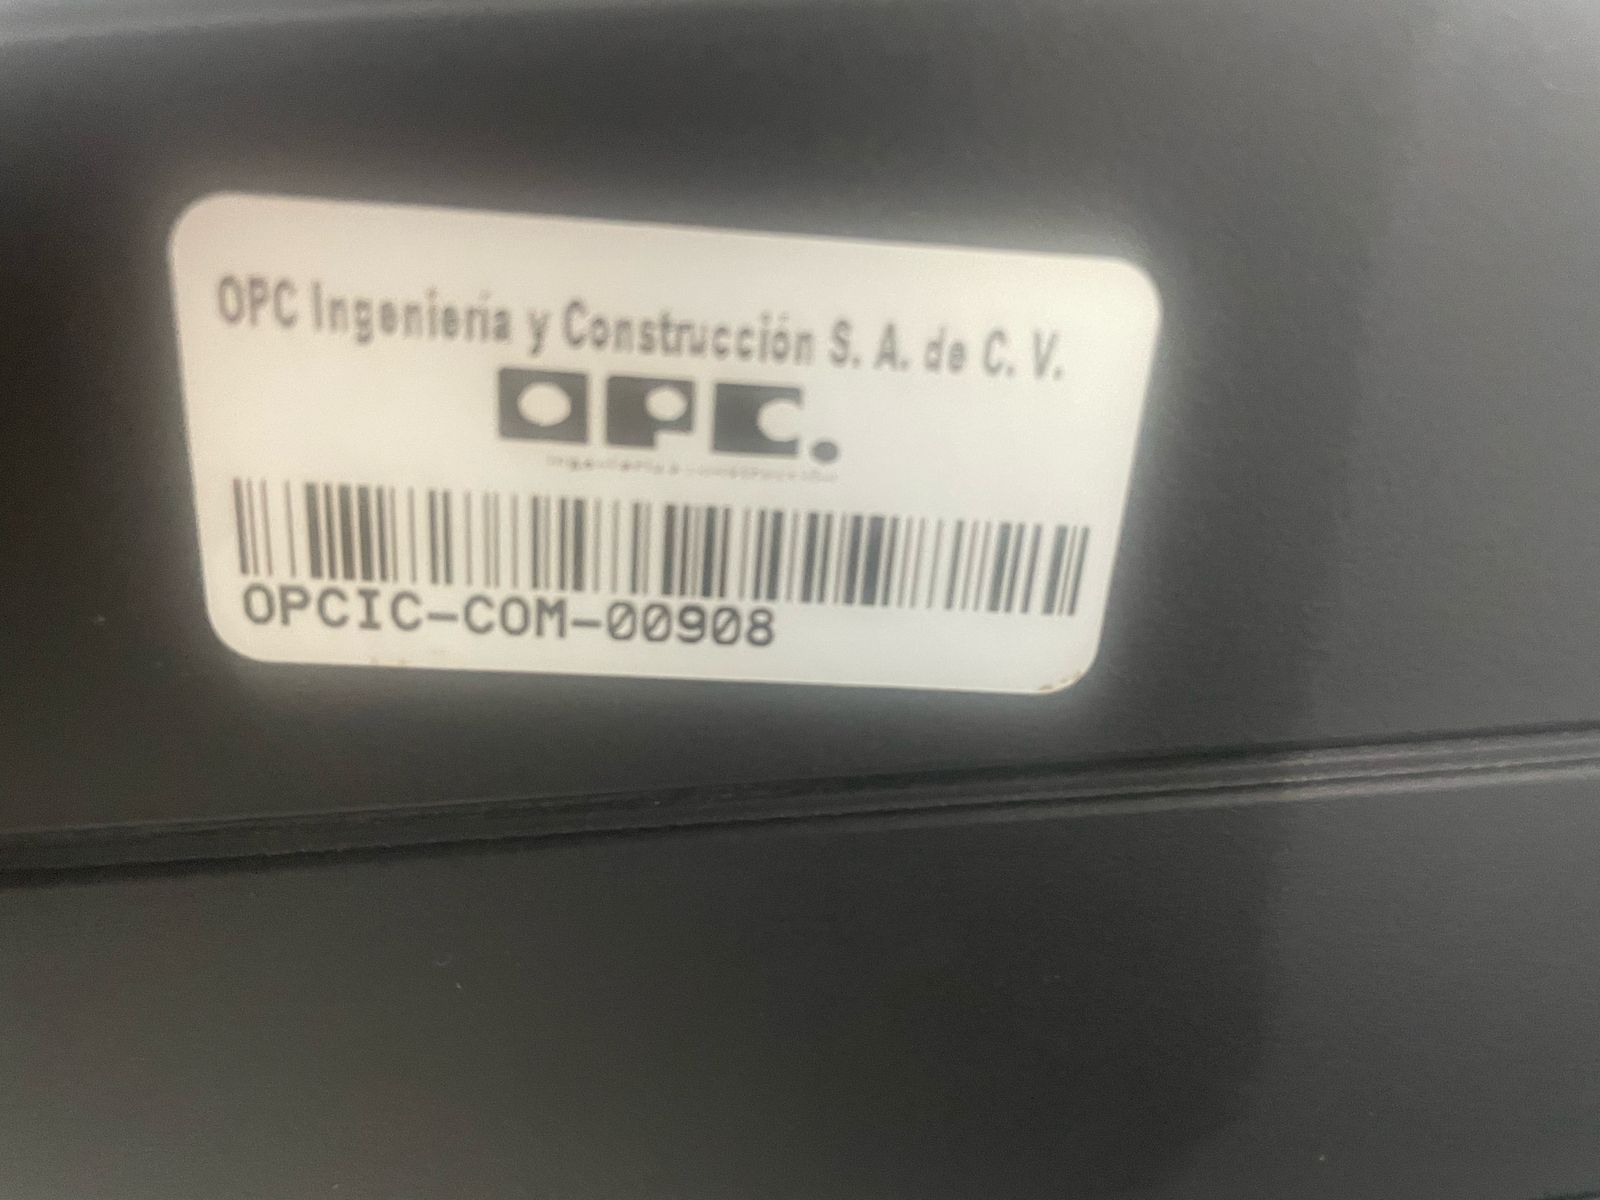 OPC Ingeniería y Construcción S. A. de C. V.
OPC.
OPCIC-COM-00908